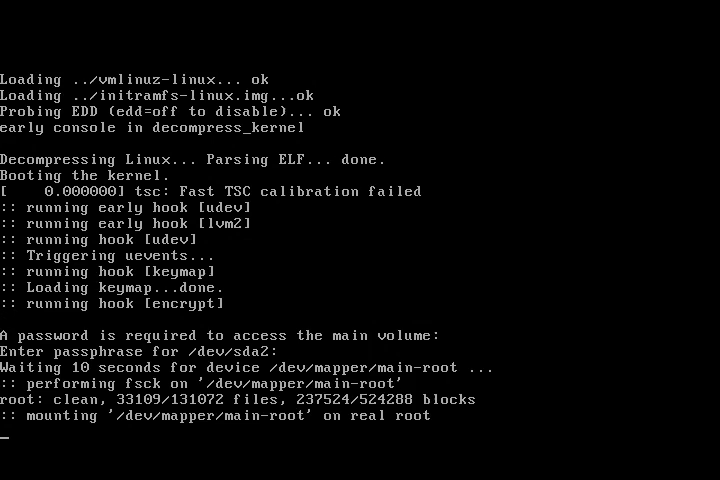 Loading ../vmlinuz-linux... ok
Loading ../initramfs-linux.img...ok
Probing EDD (edd=off to disable)... ok
early console in decompress_kernel
Decompressing Linux... Parsing ELF... done.
Booting the kernel.
[    0.000000] tsc: Fast TSC calibration failed
:: running early hook [udev]
:: running early hook [lvm2]
:: running hook [udev]
:: Triggering uevents...
:: running hook [keymap]
:: Loading keymap...done.
:: running hook [encrypt]
A password is required to access the main volume:
Enter passphrase for /dev/sda2:
Waiting 10 seconds for device /dev/mapper/main-root ...
:: performing fsck on '/dev/mapper/main-root'
root: clean, 33109/131072 files, 237524/524288 blocks
:: mounting '/dev/mapper/main-root' on real root